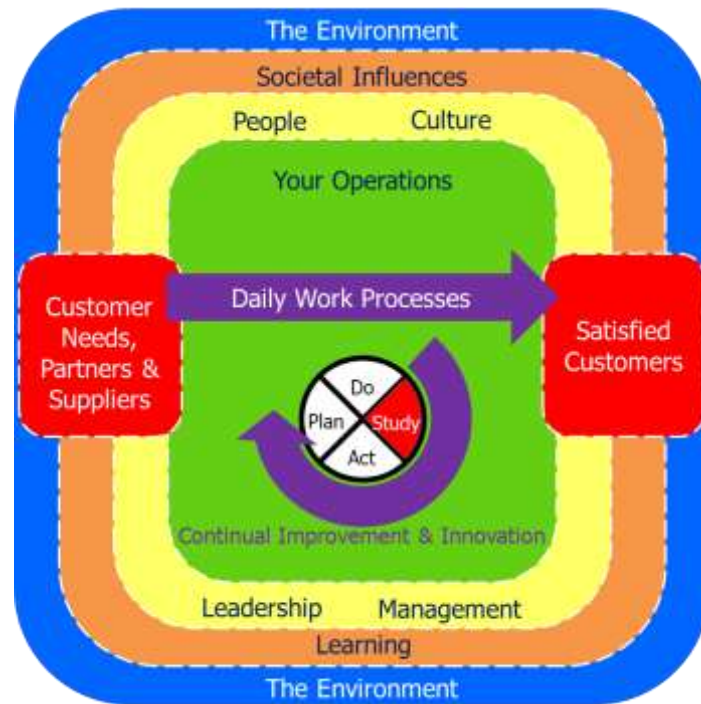 The Environment
Societal Influences
People Culture
Your Operations
Daily Work Processes
Customer
Needs,
Partners &
Suppliers
Satisfied
Customers
Do
Plan Study
Act
Continual Improvement & Innovation
Leadership Management
Learning
The Environment